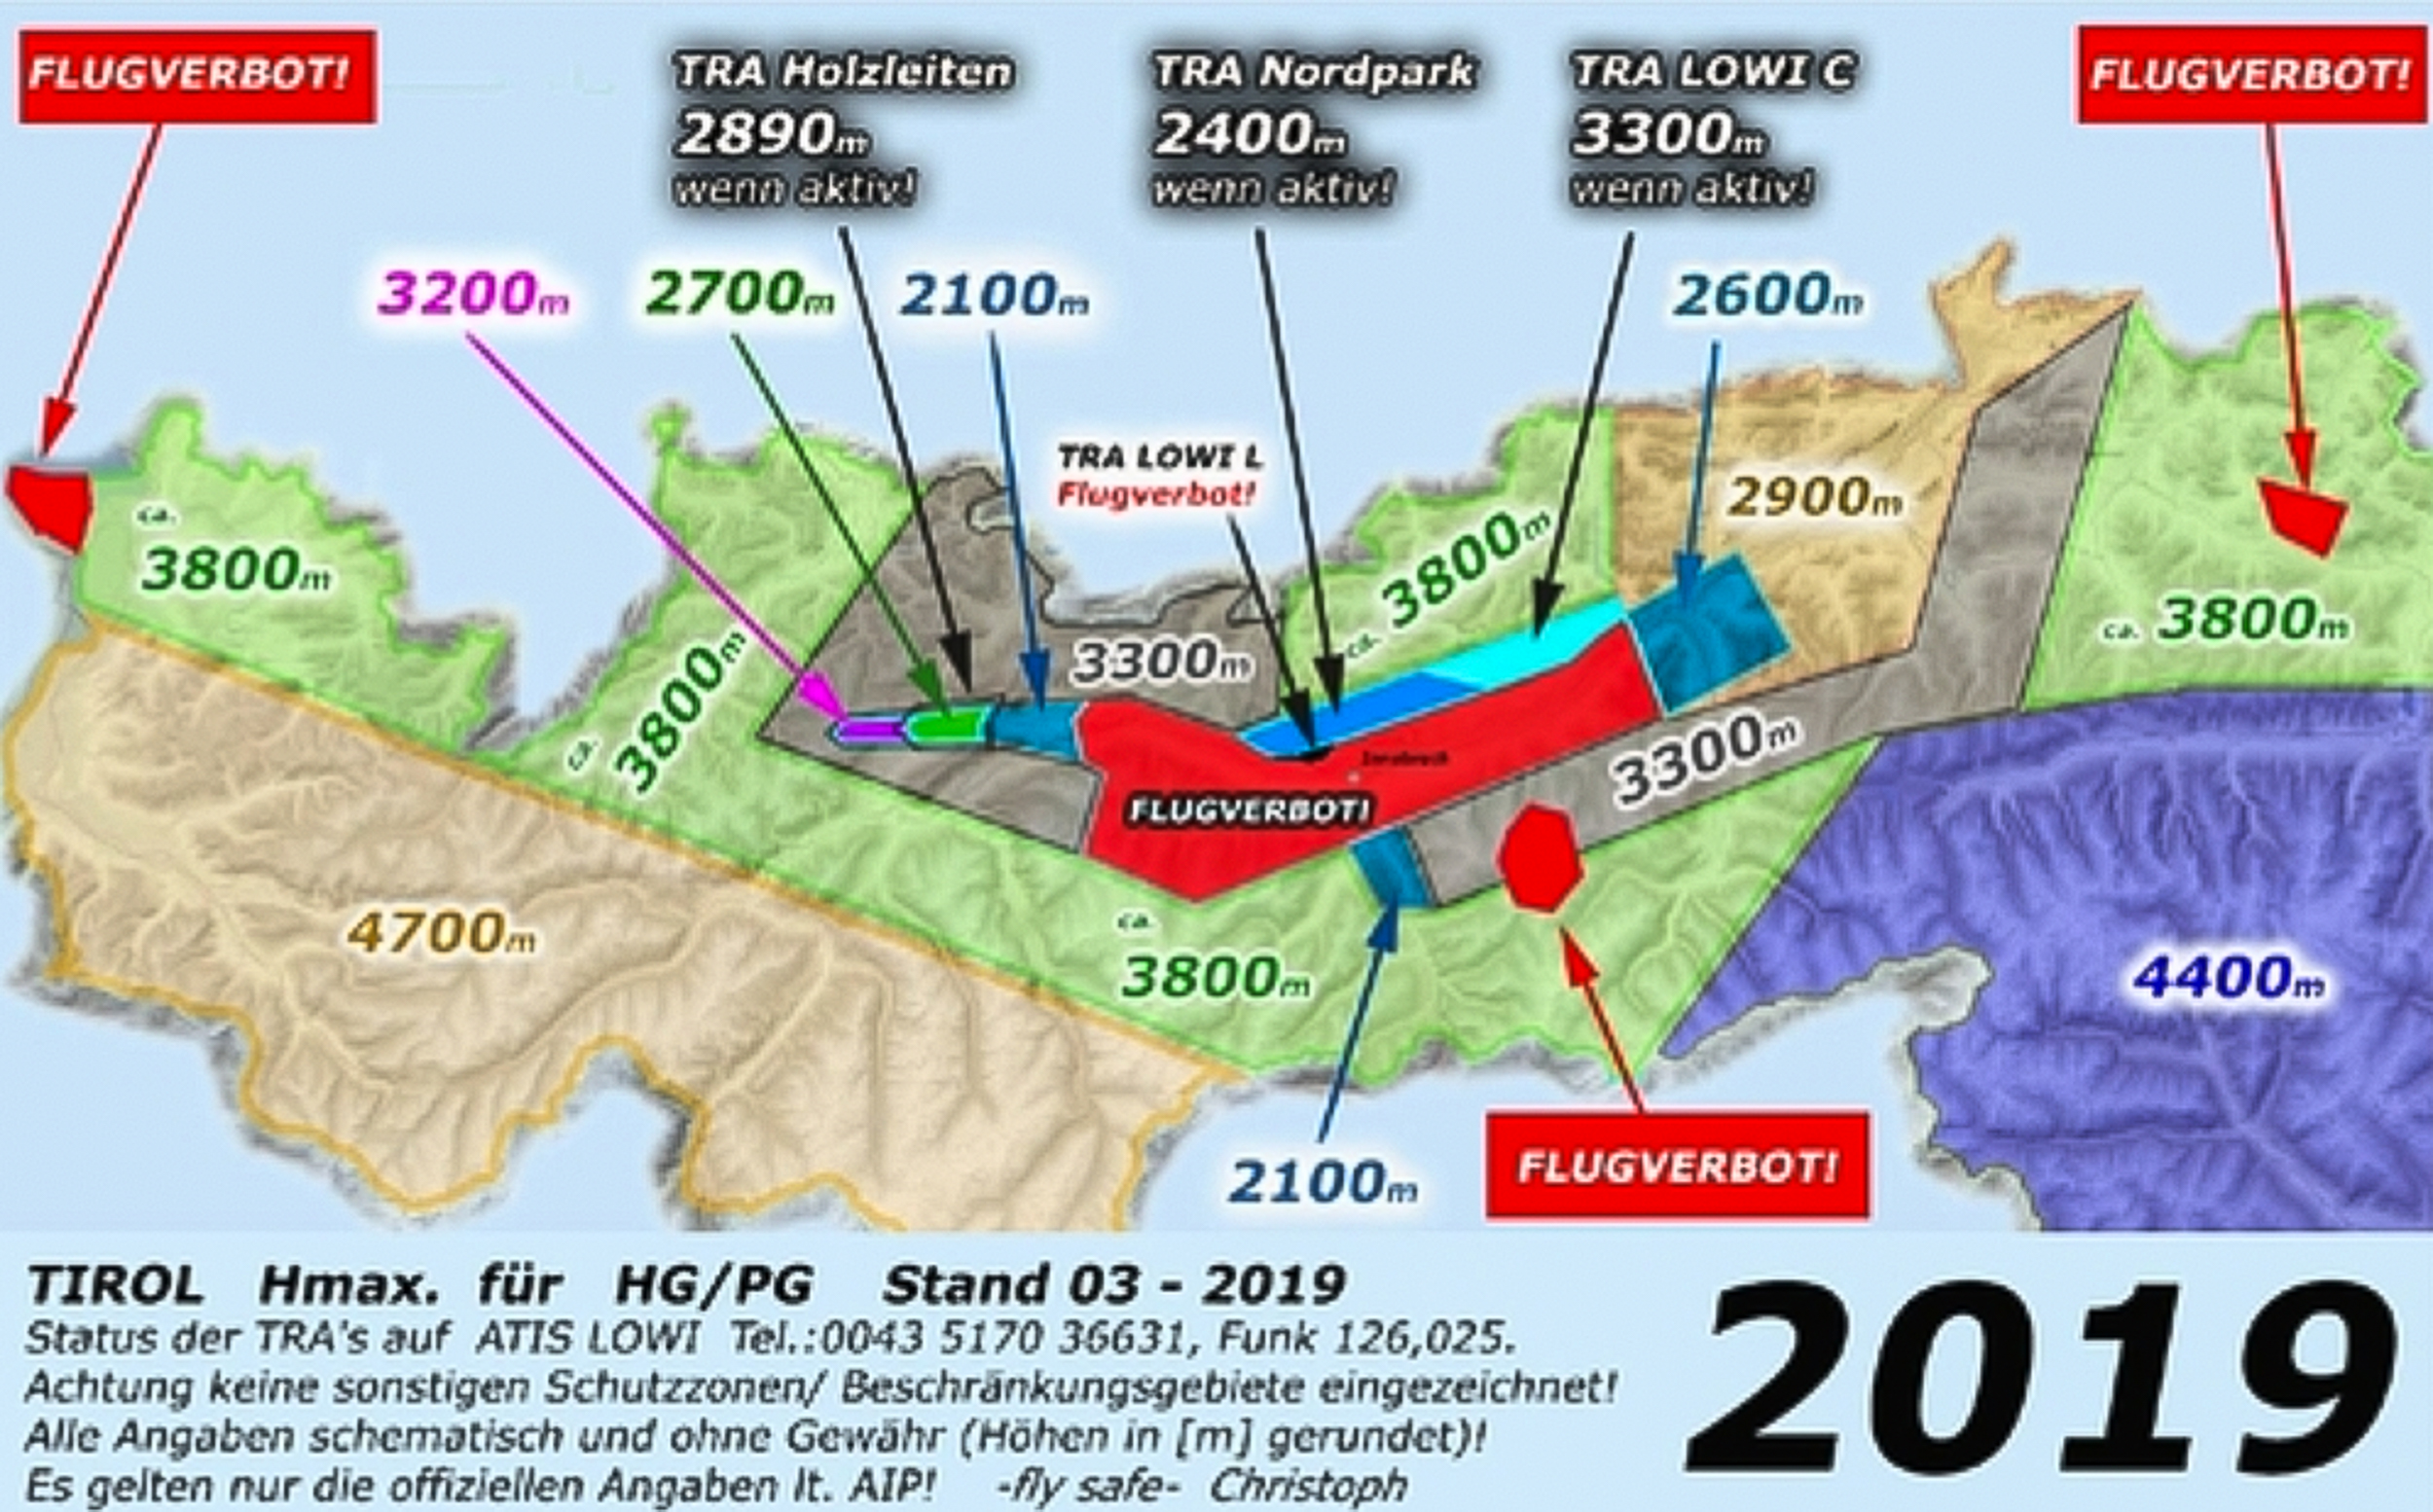 FLUGVERBOT!
TRA Holzleiten
2890m
wenn aktiv!
TRA Nordpark
2400m
wenn aktiv!
TRA LOWI C
3300m
wenn aktiv!
FLUGVERBOT!
3200m
2700m
2100m
2600m
TRA LOWI L
Flugverbot!
2900m
ca.
3800m
ca. 3800m
ca. 3800m
3300m
ca. 3800m
3300m
Innsbruck
FLUGVERBOT!
4700m
ca.
3800m
4400m
2100m
FLUGVERBOT!
TIROL Hmax. für HG/PG Stand 03 - 2019
Status der TRA's auf ATIS LOWI Tel.:0043 5170 36631, Funk 126,025.
Achtung keine sonstigen Schutzzonen/ Beschränkungsgebiete eingezeichnet!
Alle Angaben schematisch und ohne Gewähr (Höhen in [m] gerundet)!
Es gelten nur die offiziellen Angaben lt. AIP! -fly safe- Christoph
2019